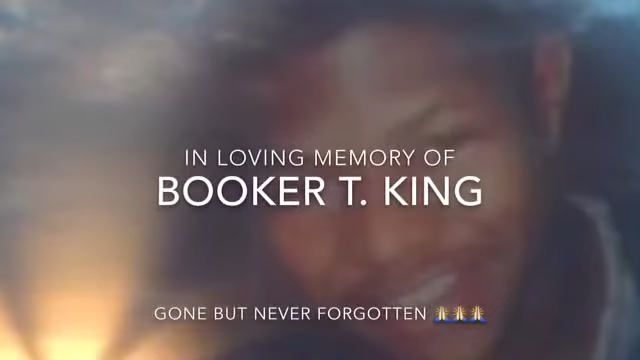 IN LOVING MEMORY OF
BOOKER T. KING
GONE BUT NEVER FORGOTTEN 🙏🙏🙏